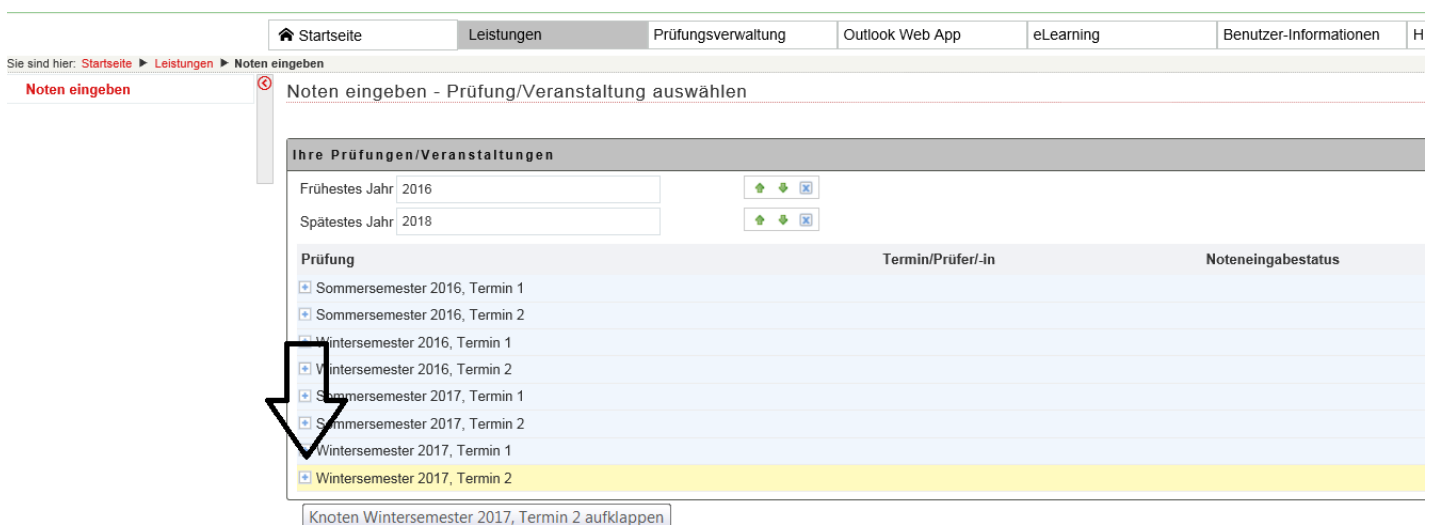 Startseite Leistungen Prüfungsverwaltung Outlook Web App eLearning Benutzer-Informationen H
Sie sind hier: Startseite ▶ Leistungen ▶ Noten eingeben
Noten eingeben
Noten eingeben - Prüfung/Veranstaltung auswählen
Ihre Prüfungen/Veranstaltungen
Frühestes Jahr 2016
Spätestes Jahr 2018
Prüfung Termin/Prüfer/-in Noteneingabestatus
Sommersemester 2016, Termin 1
Sommersemester 2016, Termin 2
Wintersemester 2016, Termin 1
Wintersemester 2016, Termin 2
Sommersemester 2017, Termin 1
Sommersemester 2017, Termin 2
Wintersemester 2017, Termin 1
Wintersemester 2017, Termin 2
Knoten Wintersemester 2017, Termin 2 aufklappen